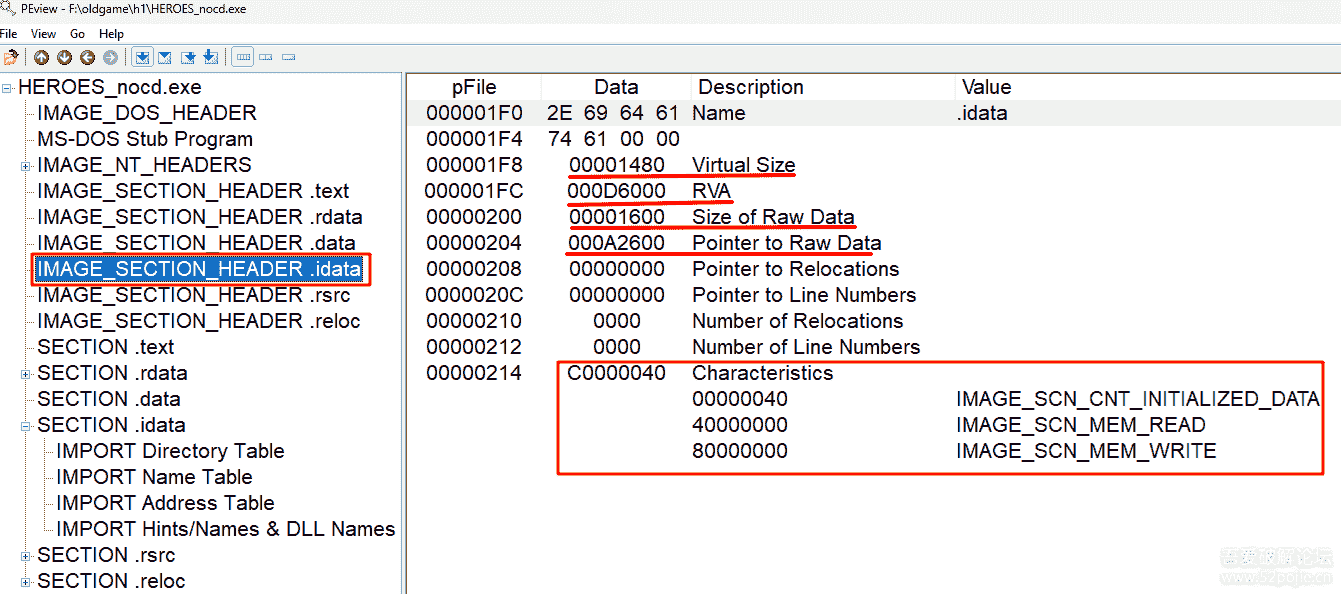 PEview - F:\oldgame\h1\HEROES_nocd.exe
File View Go Help
HEROES_nocd.exe
IMAGE_DOS_HEADER
MS-DOS Stub Program
IMAGE_NT_HEADERS
IMAGE_SECTION_HEADER .text
IMAGE_SECTION_HEADER .rdata
IMAGE_SECTION_HEADER .data
IMAGE_SECTION_HEADER .idata
IMAGE_SECTION_HEADER .rsrc
IMAGE_SECTION_HEADER .reloc
SECTION .text
SECTION .rdata
SECTION .data
SECTION .idata
IMPORT Directory Table
IMPORT Name Table
IMPORT Address Table
IMPORT Hints/Names & DLL Names
SECTION .rsrc
SECTION .reloc
pFile Data Description Value
000001F0 2E 69 64 61 Name .idata
000001F4 74 61 00 00
000001F8 00001480 Virtual Size
000001FC 000D6000 RVA
00000200 00001600 Size of Raw Data
00000204 000A2600 Pointer to Raw Data
00000208 00000000 Pointer to Relocations
0000020C 00000000 Pointer to Line Numbers
00000210 0000 Number of Relocations
00000212 0000 Number of Line Numbers
00000214 C0000040 Characteristics
00000040 IMAGE_SCN_CNT_INITIALIZED_DATA
40000000 IMAGE_SCN_MEM_READ
80000000 IMAGE_SCN_MEM_WRITE
吾爱破解论坛
www.52pojie.cn